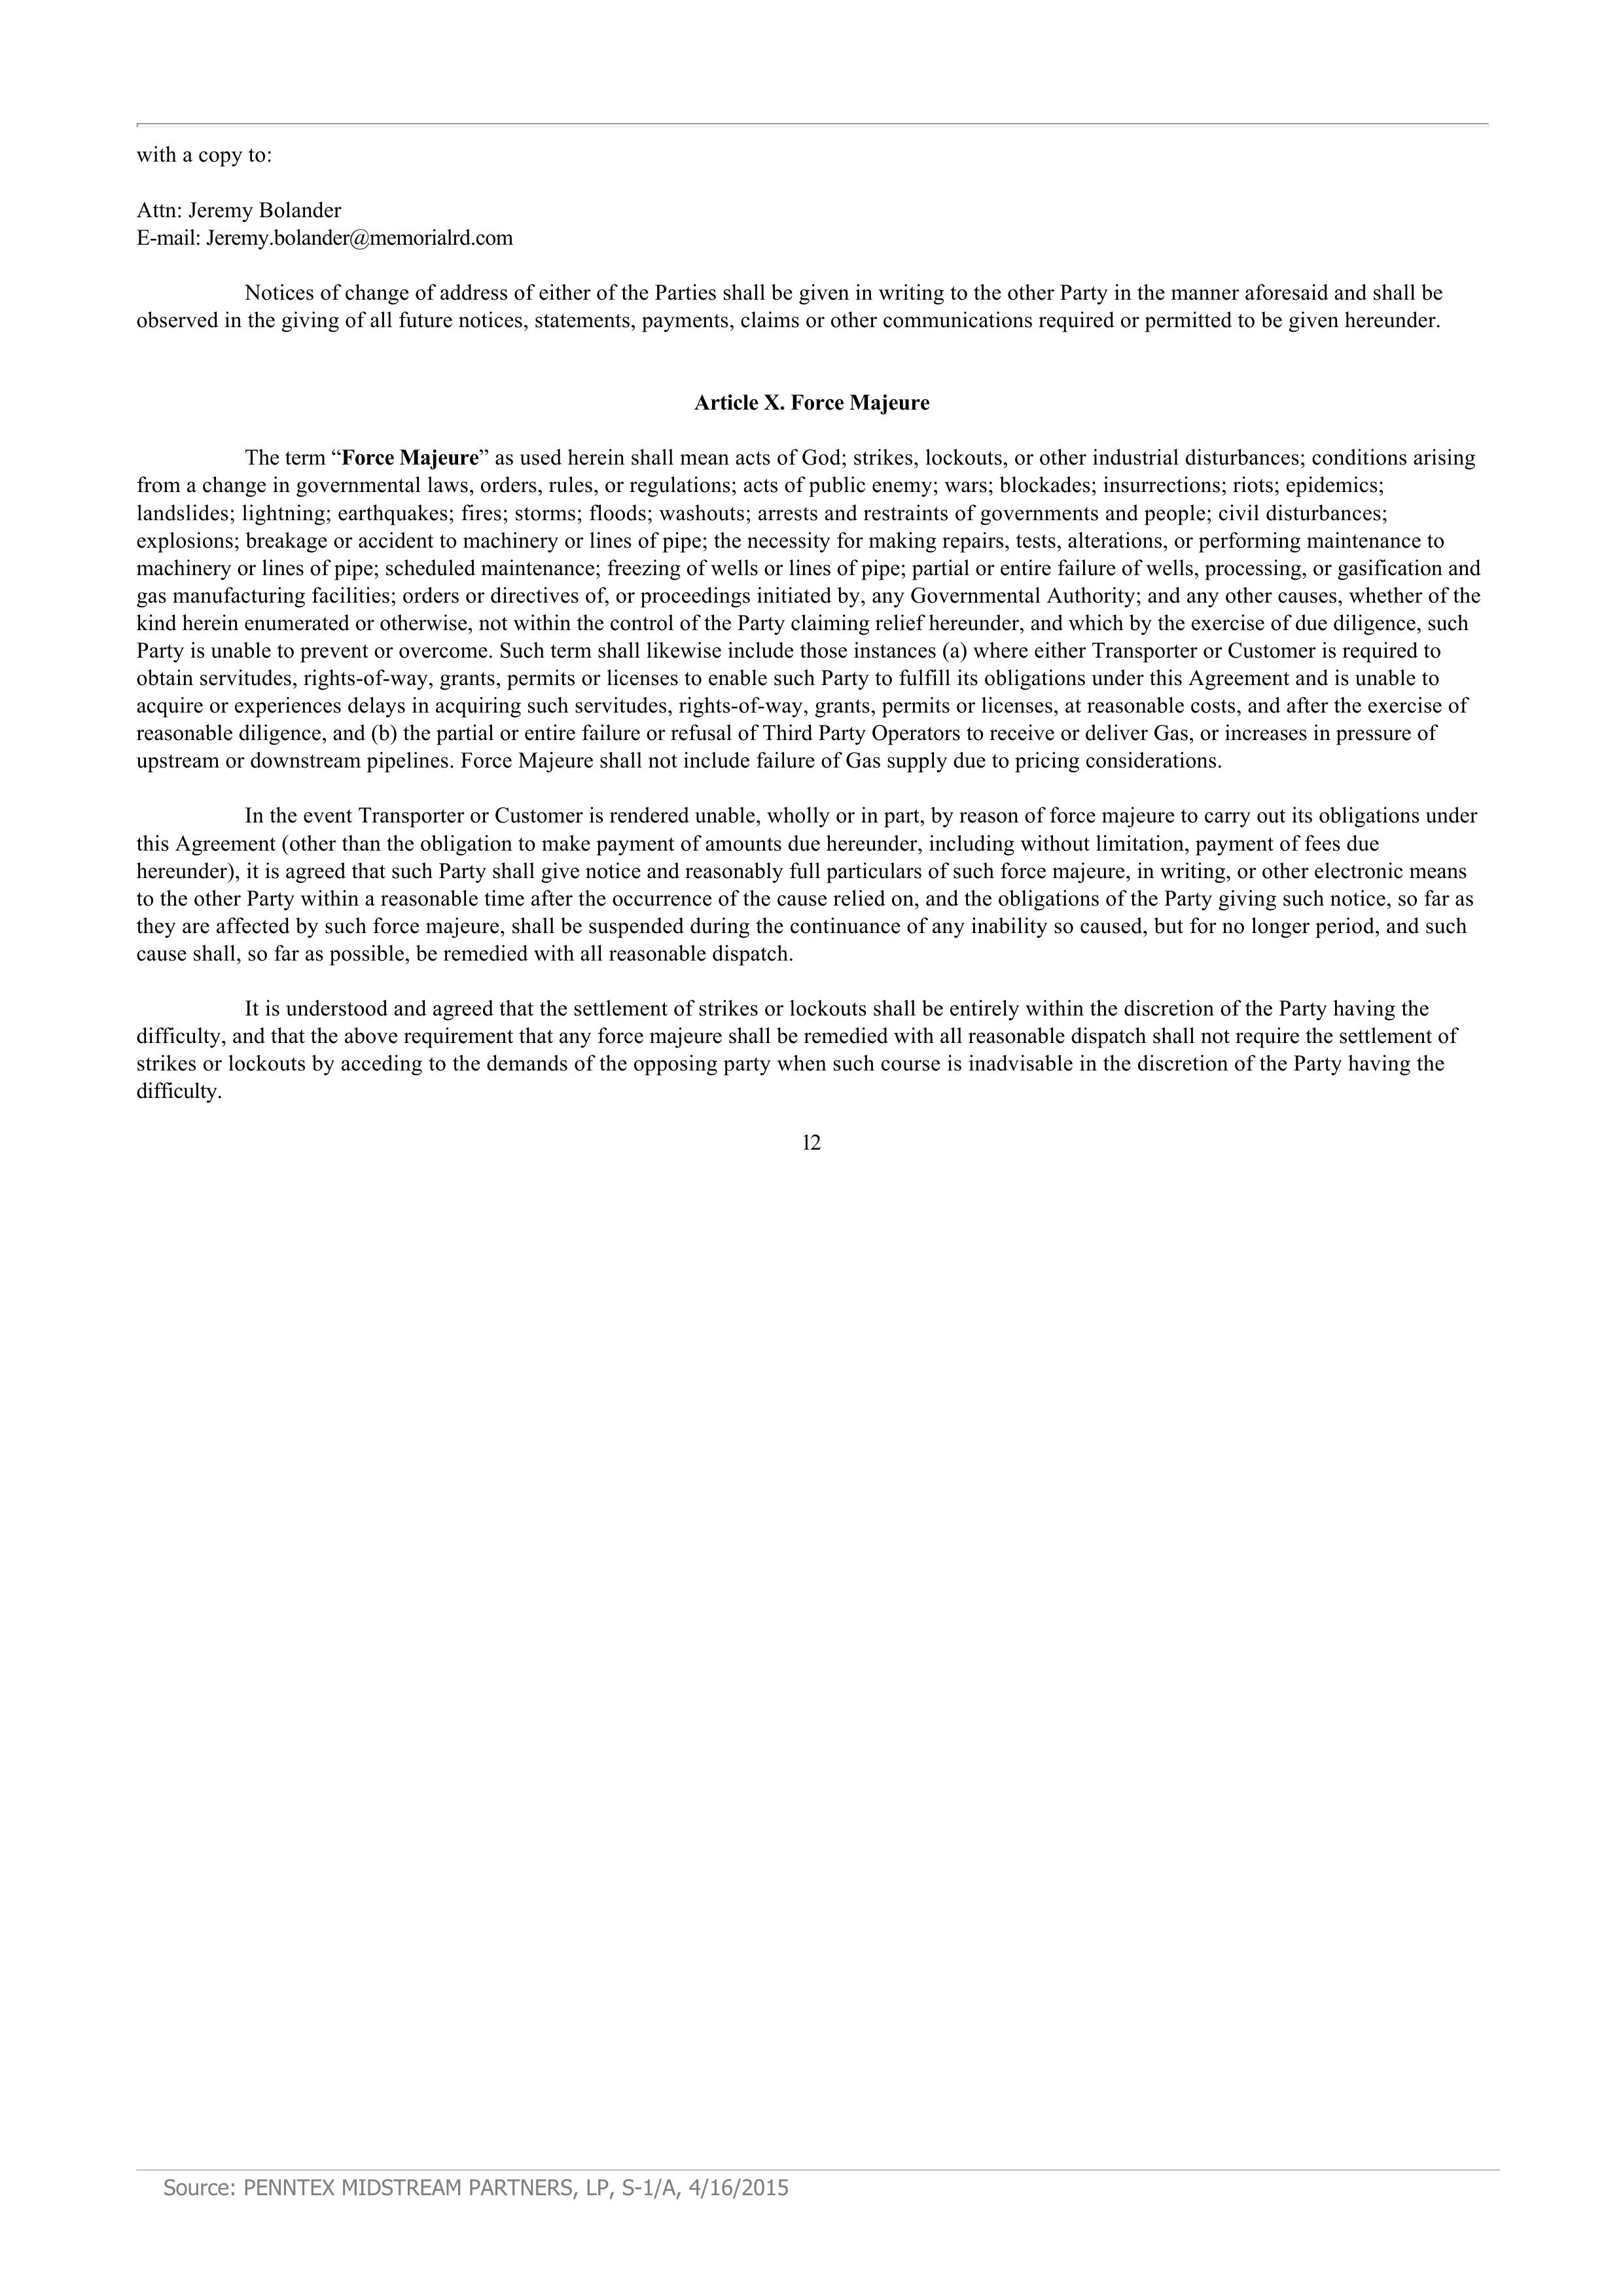 with a copy to:
Attn: Jeremy Bolander
E-mail: Jeremy.bolander@memorialrd.com
Notices of change of address of either of the Parties shall be given in writing to the other Party in the manner aforesaid and shall be
observed in the giving of all future notices, statements, payments, claims or other communications required or permitted to be given hereunder.
Article X. Force Majeure
The term “Force Majeure” as used herein shall mean acts of God; strikes, lockouts, or other industrial disturbances; conditions arising
from a change in governmental laws, orders, rules, or regulations; acts of public enemy; wars; blockades; insurrections; riots; epidemics;
landslides; lightning; earthquakes; fires; storms; floods; washouts; arrests and restraints of governments and people; civil disturbances;
explosions; breakage or accident to machinery or lines of pipe; the necessity for making repairs, tests, alterations, or performing maintenance to
machinery or lines of pipe; scheduled maintenance; freezing of wells or lines of pipe; partial or entire failure of wells, processing, or gasification and
gas manufacturing facilities; orders or directives of, or proceedings initiated by, any Governmental Authority; and any other causes, whether of the
kind herein enumerated or otherwise, not within the control of the Party claiming relief hereunder, and which by the exercise of due diligence, such
Party is unable to prevent or overcome. Such term shall likewise include those instances (a) where either Transporter or Customer is required to
obtain servitudes, rights-of-way, grants, permits or licenses to enable such Party to fulfill its obligations under this Agreement and is unable to
acquire or experiences delays in acquiring such servitudes, rights-of-way, grants, permits or licenses, at reasonable costs, and after the exercise of
reasonable diligence, and (b) the partial or entire failure or refusal of Third Party Operators to receive or deliver Gas, or increases in pressure of
upstream or downstream pipelines. Force Majeure shall not include failure of Gas supply due to pricing considerations.
In the event Transporter or Customer is rendered unable, wholly or in part, by reason of force majeure to carry out its obligations under
this Agreement (other than the obligation to make payment of amounts due hereunder, including without limitation, payment of fees due
hereunder), it is agreed that such Party shall give notice and reasonably full particulars of such force majeure, in writing, or other electronic means
to the other Party within a reasonable time after the occurrence of the cause relied on, and the obligations of the Party giving such notice, so far as
they are affected by such force majeure, shall be suspended during the continuance of any inability so caused, but for no longer period, and such
cause shall, so far as possible, be remedied with all reasonable dispatch.
It is understood and agreed that the settlement of strikes or lockouts shall be entirely within the discretion of the Party having the
difficulty, and that the above requirement that any force majeure shall be remedied with all reasonable dispatch shall not require the settlement of
strikes or lockouts by acceding to the demands of the opposing party when such course is inadvisable in the discretion of the Party having the
difficulty.
12
Source: PENNTEX MIDSTREAM PARTNERS, LP, S-1/A, 4/16/2015